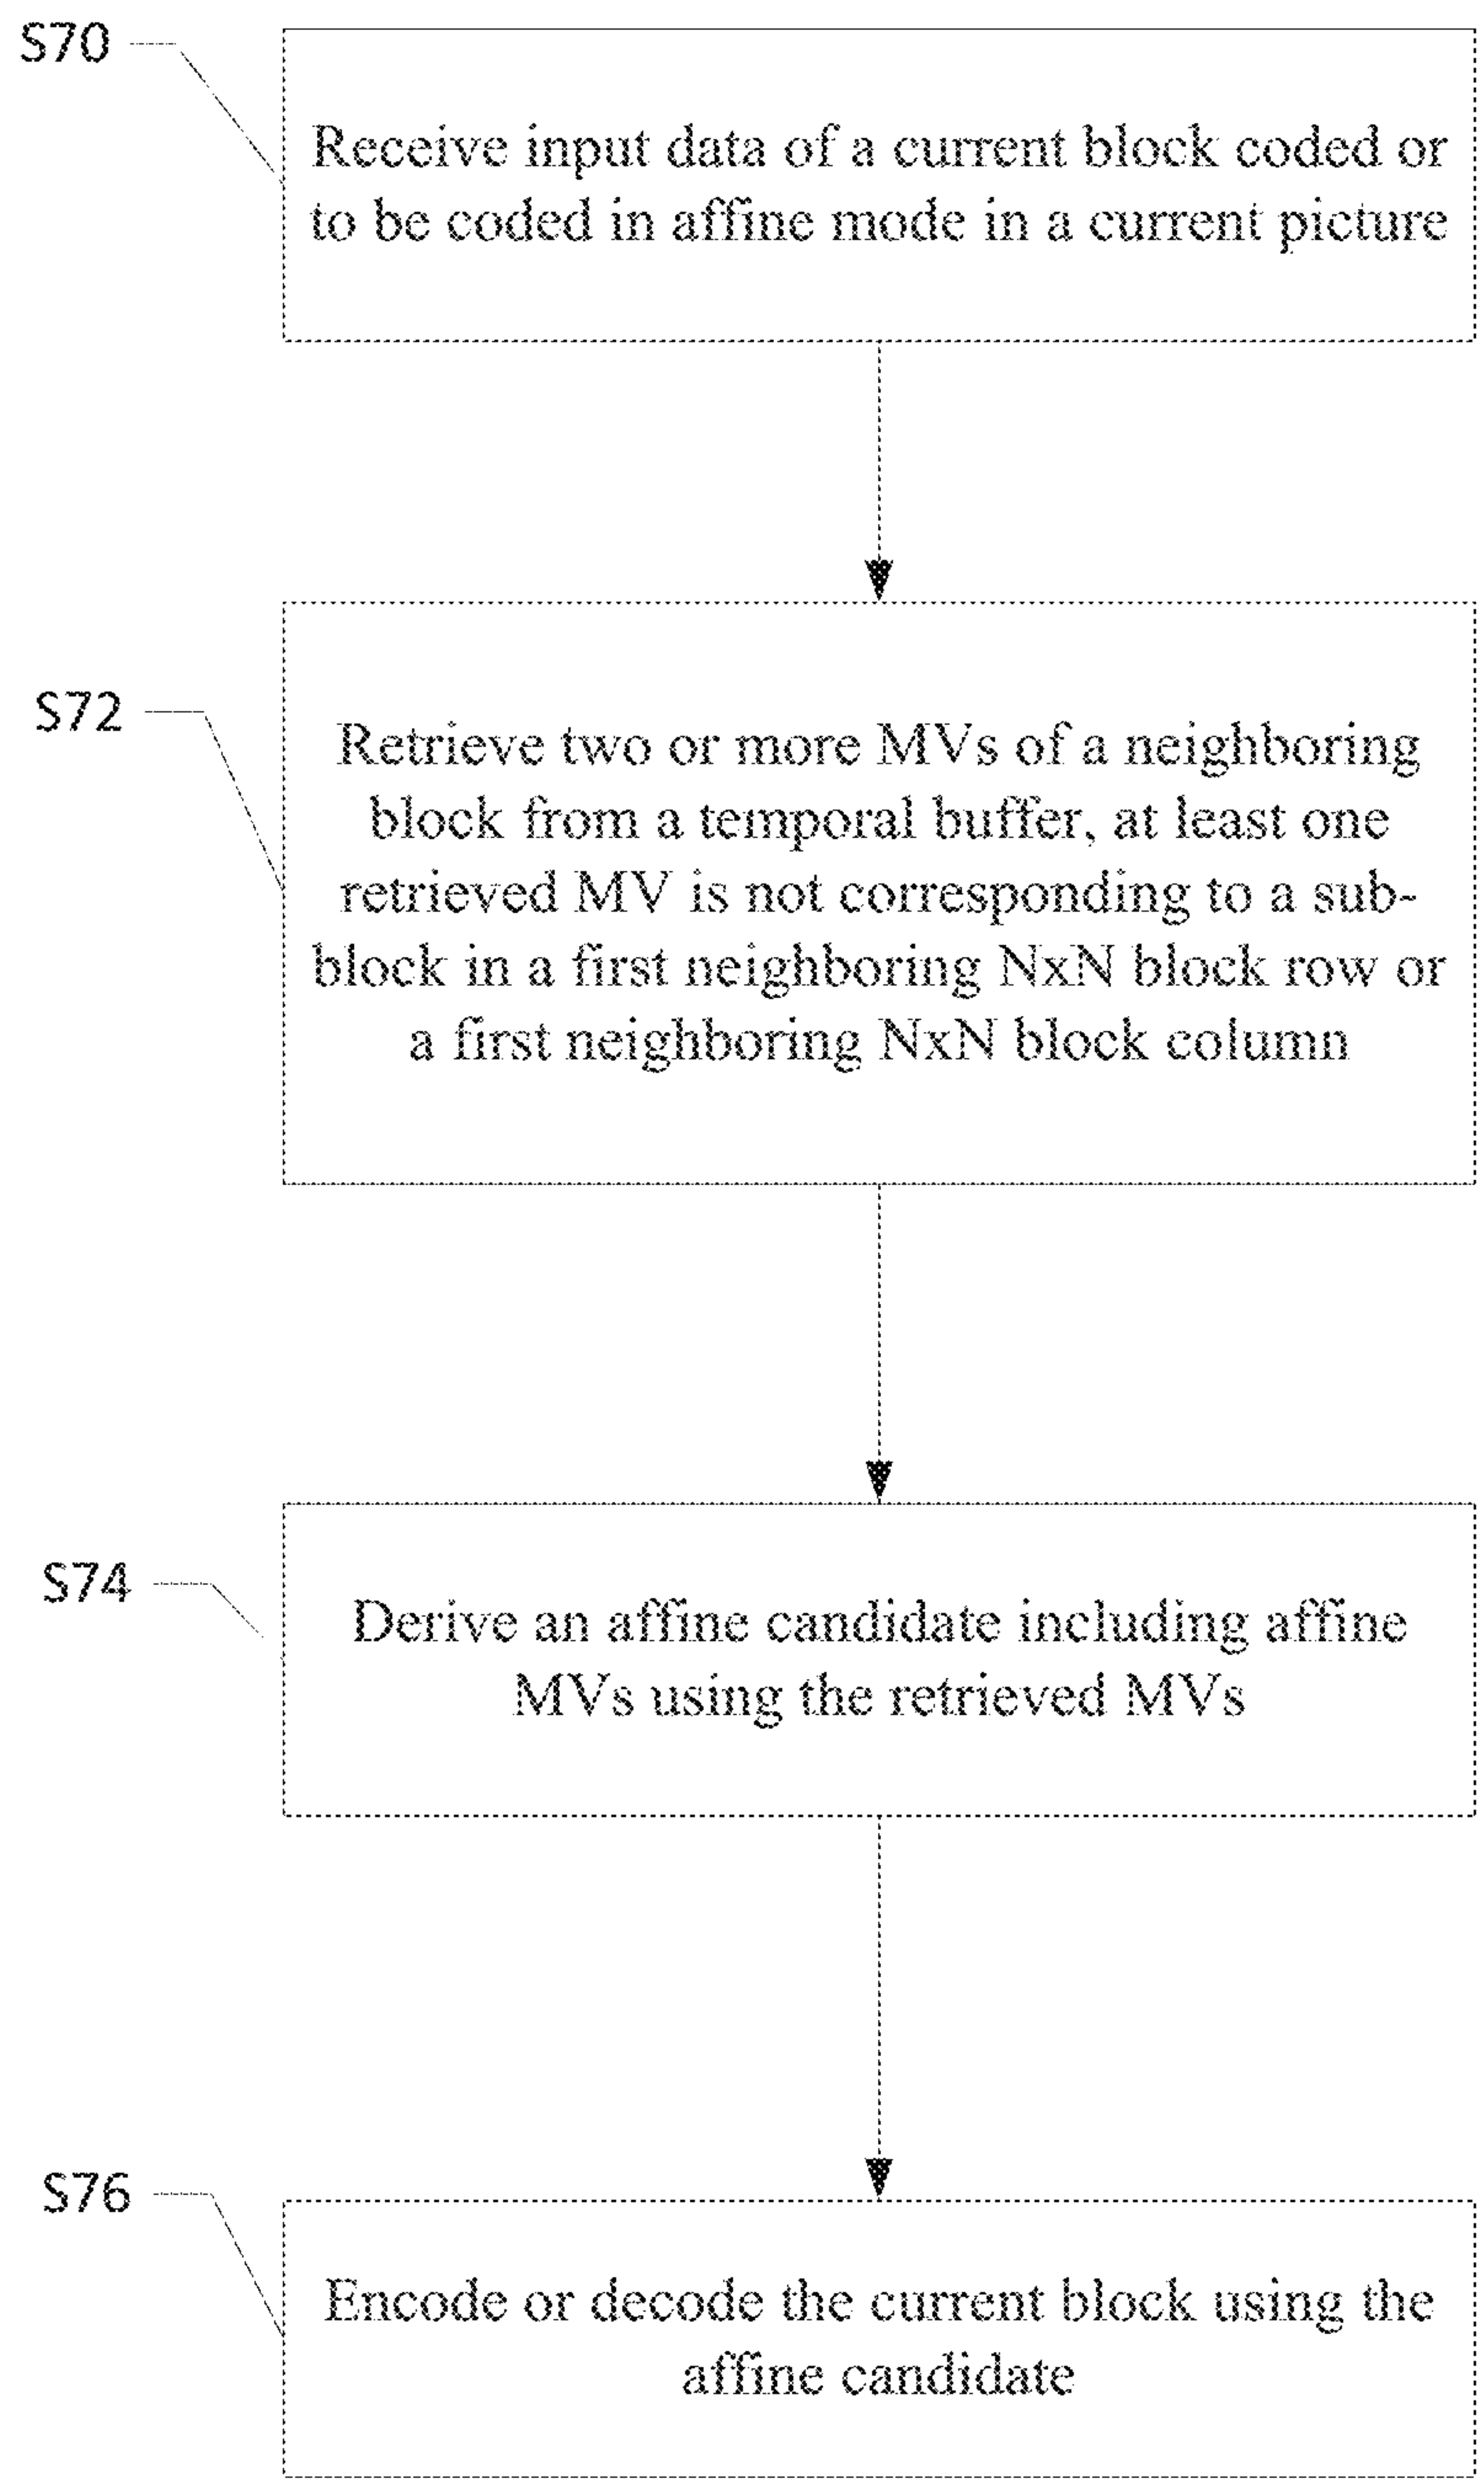 S70
Receive input data of a current block coded or
to be coded in affine mode in a current picture
S72
Retrieve two or more MVs of a neighboring
block from a temporal buffer, at least one
retrieved MV is not corresponding to a sub-
block in a first neighboring NxN block row or
a first neighboring NxN block column
S74
Derive an affine candidate including affine
MVs using the retrieved MVs
S76
Encode or decode the current block using the
affine candidate